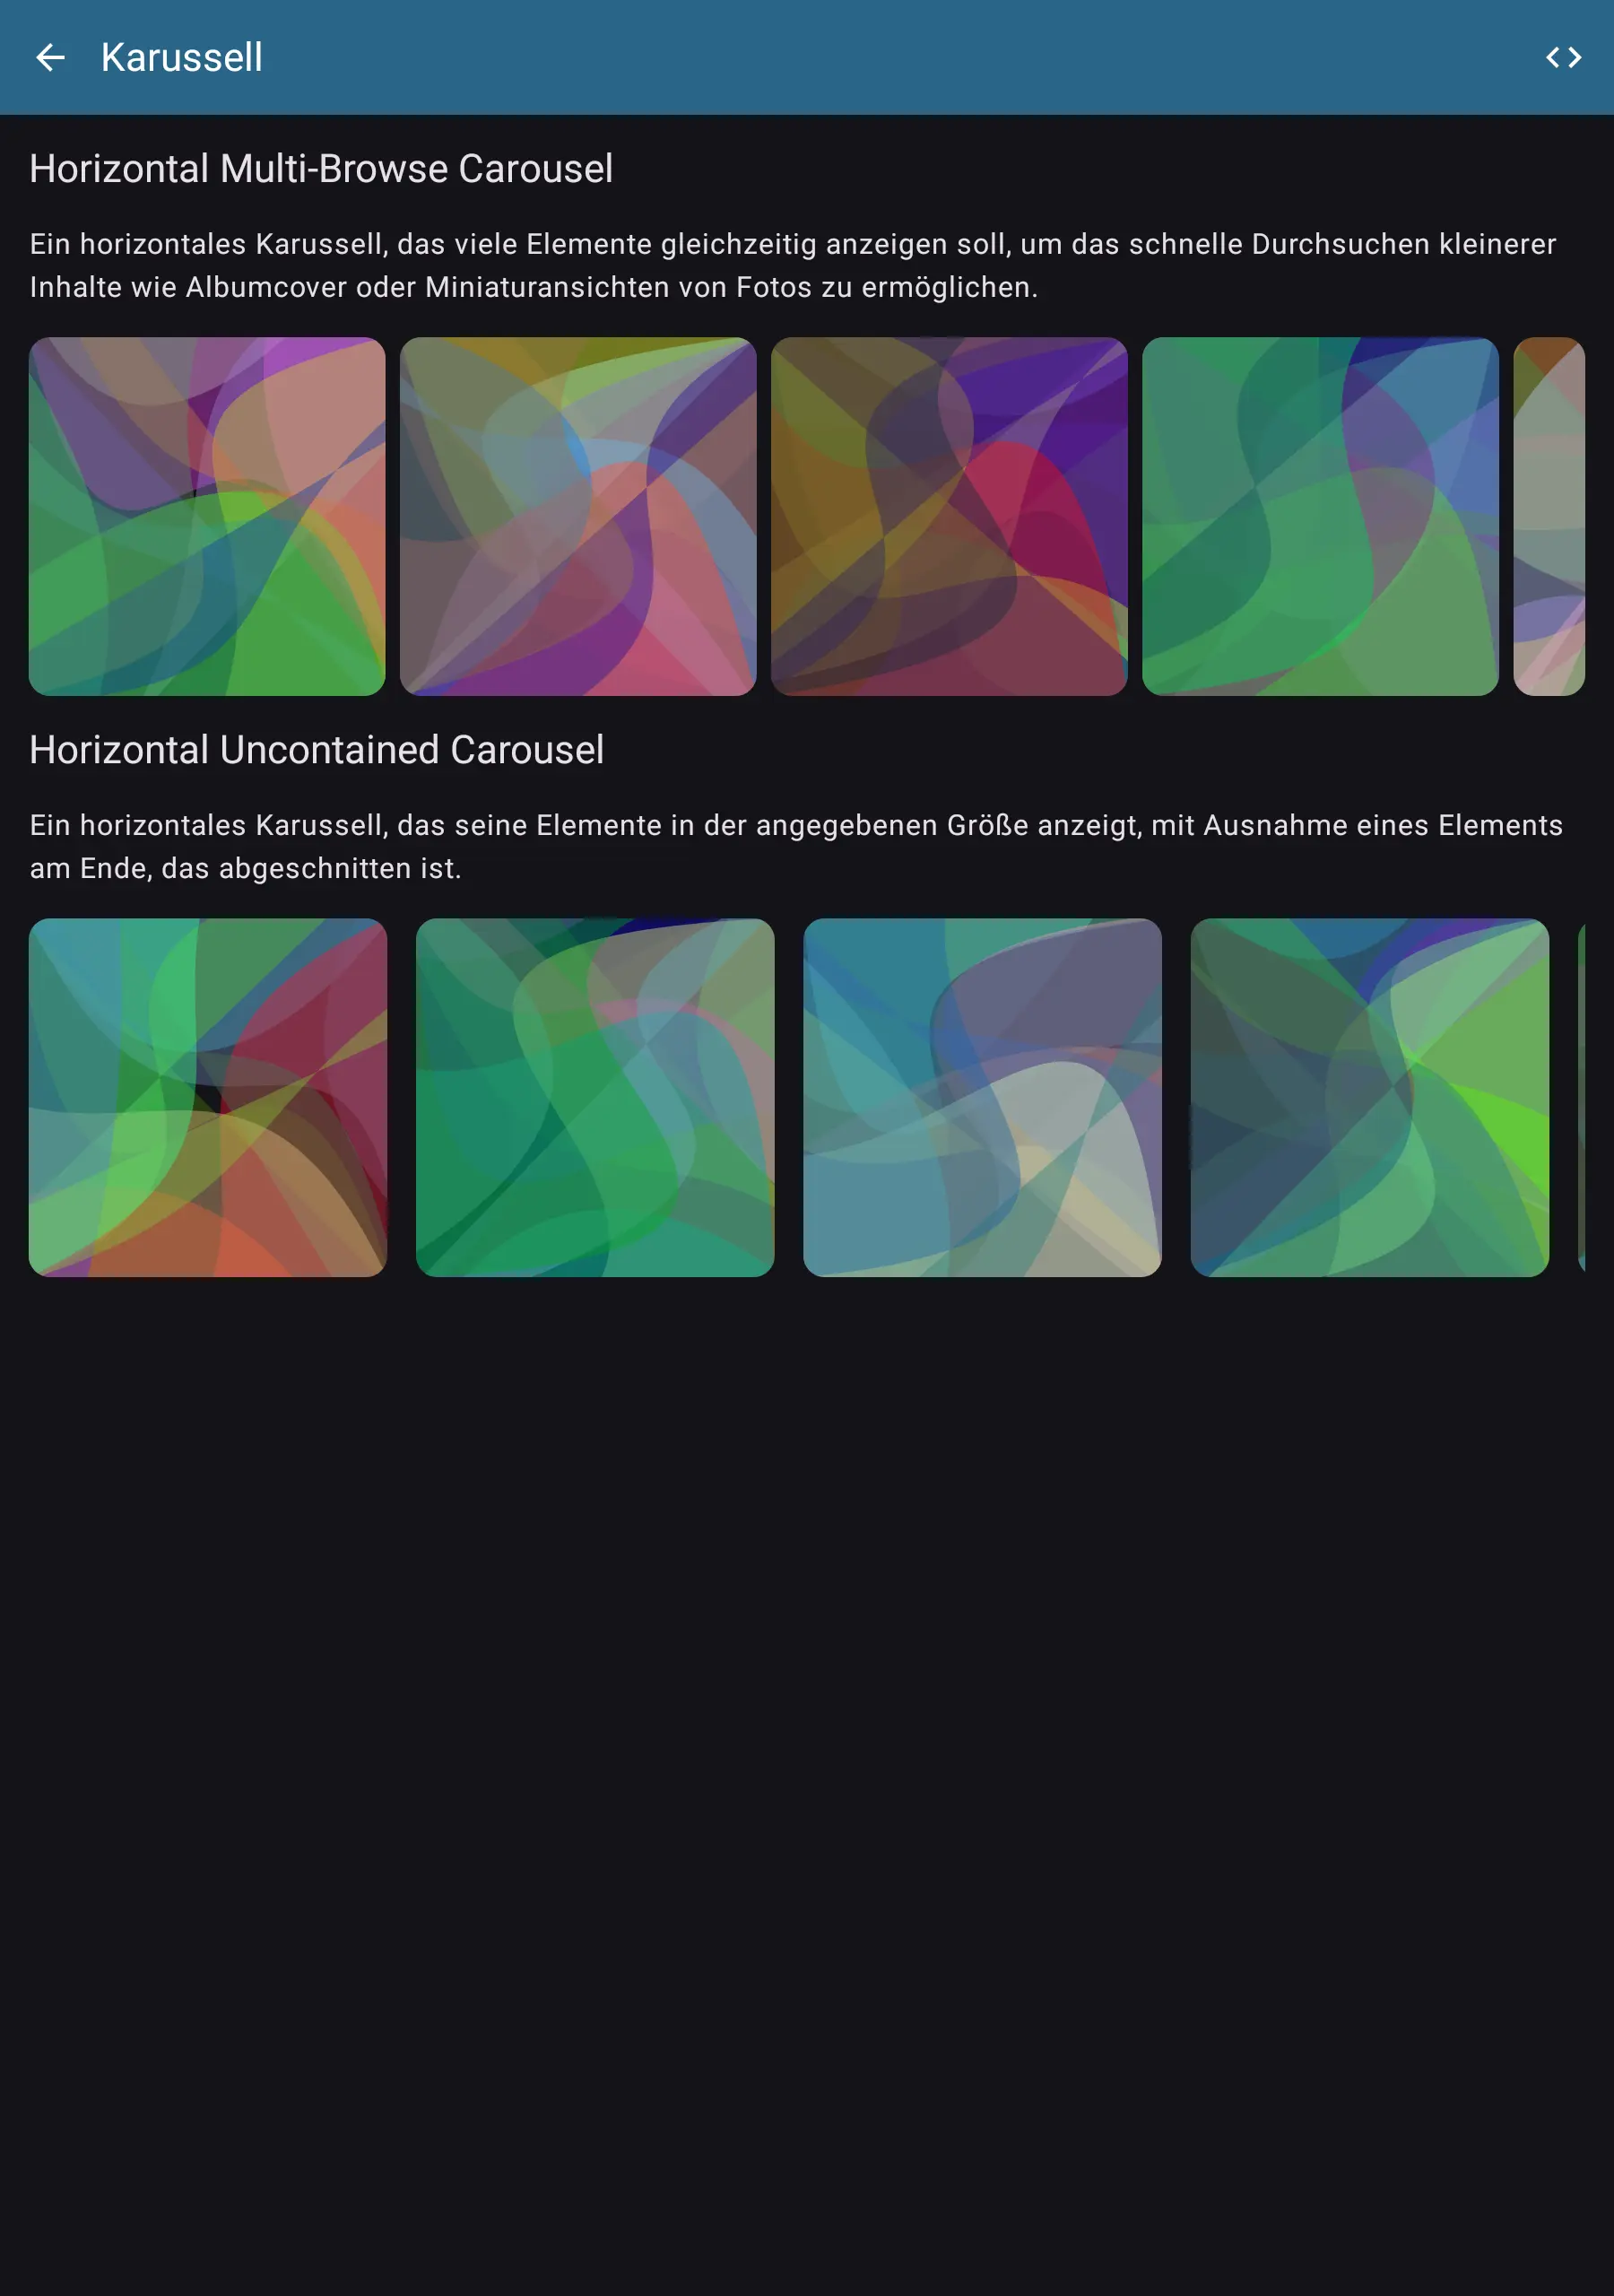 Karussell
Horizontal Multi-Browse Carousel
Ein horizontales Karussell, das viele Elemente gleichzeitig anzeigen soll, um das schnelle Durchsuchen kleinerer
Inhalte wie Albumcover oder Miniaturansichten von Fotos zu ermöglichen.
Horizontal Uncontained Carousel
Ein horizontales Karussell, das seine Elemente in der angegebenen Größe anzeigt, mit Ausnahme eines Elements
am Ende, das abgeschnitten ist.